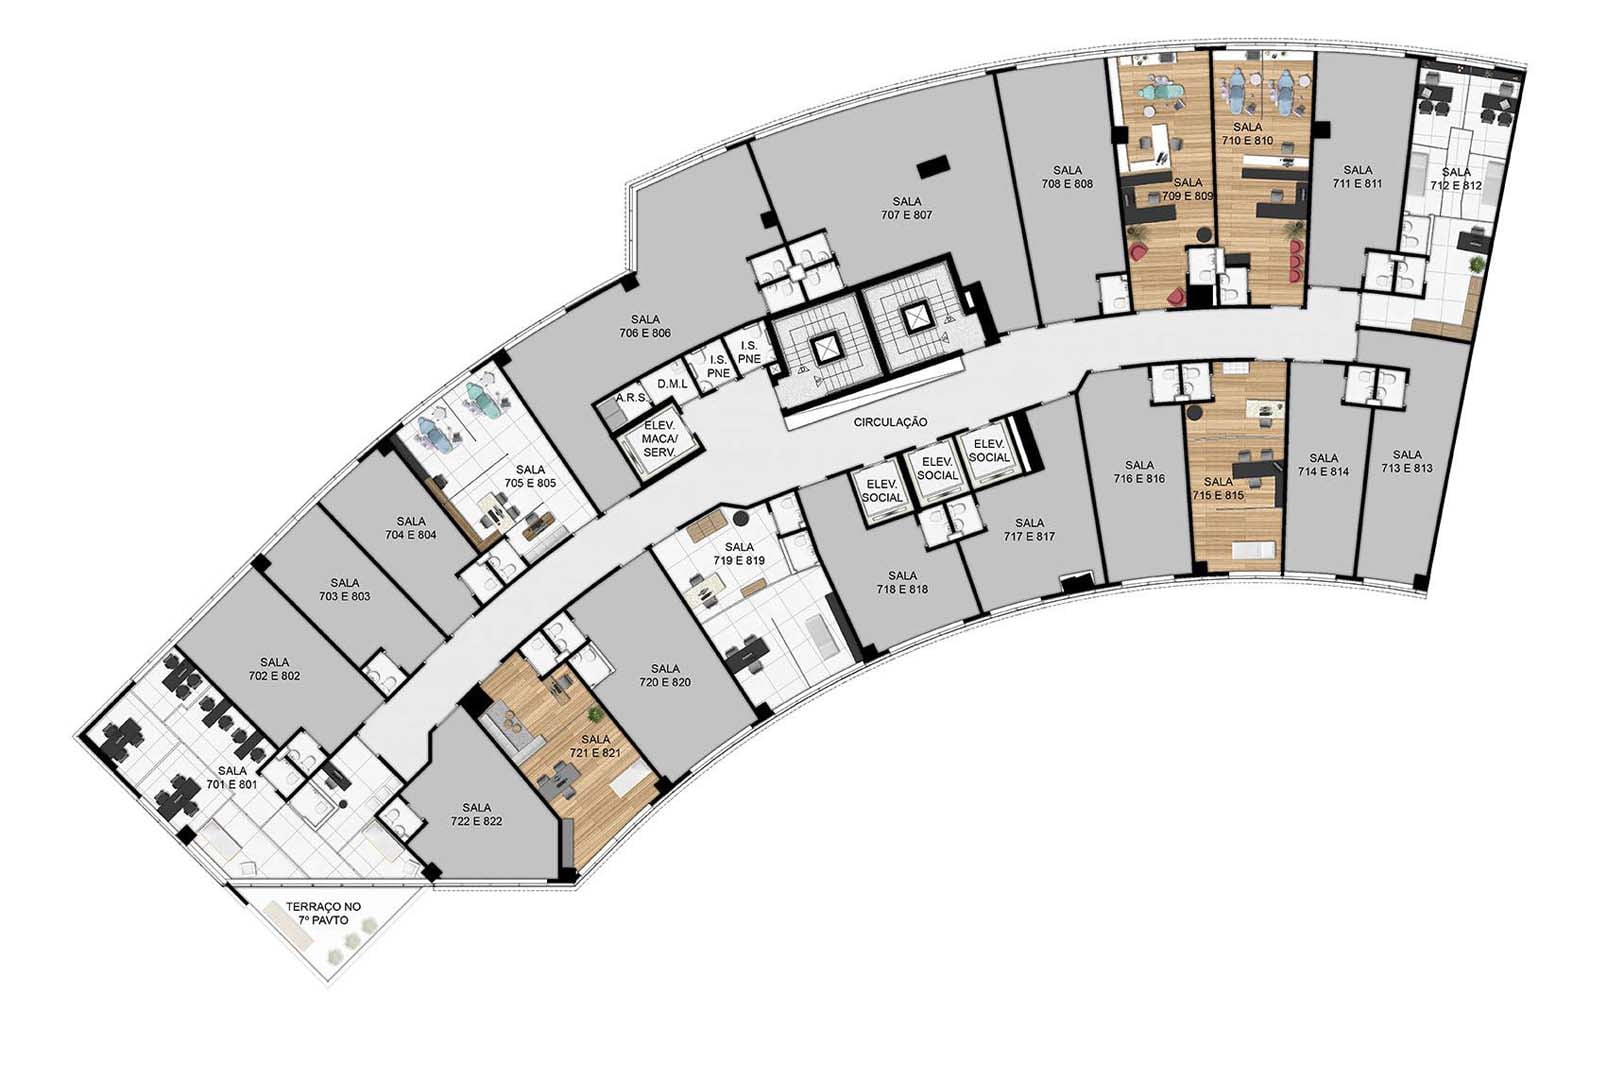 SALA
701 E 801
SALA
702 E 802
SALA
703 E 803
SALA
704 E 804
SALA
705 E 805
SALA
706 E 806
SALA
707 E 807
SALA
708 E 808
SALA
709 E 809
SALA
710 E 810
SALA
711 E 811
SALA
712 E 812
SALA
713 E 813
SALA
714 E 814
SALA
715 E 815
SALA
716 E 816
SALA
717 E 817
SALA
718 E 818
SALA
719 E 819
SALA
720 E 820
SALA
721 E 821
SALA
722 E 822
A.R.S.
D.M.L
I.S.
PNE
I.S.
PNE
ELEV.
MACA/
SERV.
CIRCULAÇÃO
ELEV.
SOCIAL
ELEV.
SOCIAL
ELEV.
SOCIAL
TERRAÇO NO
7º PAVTO